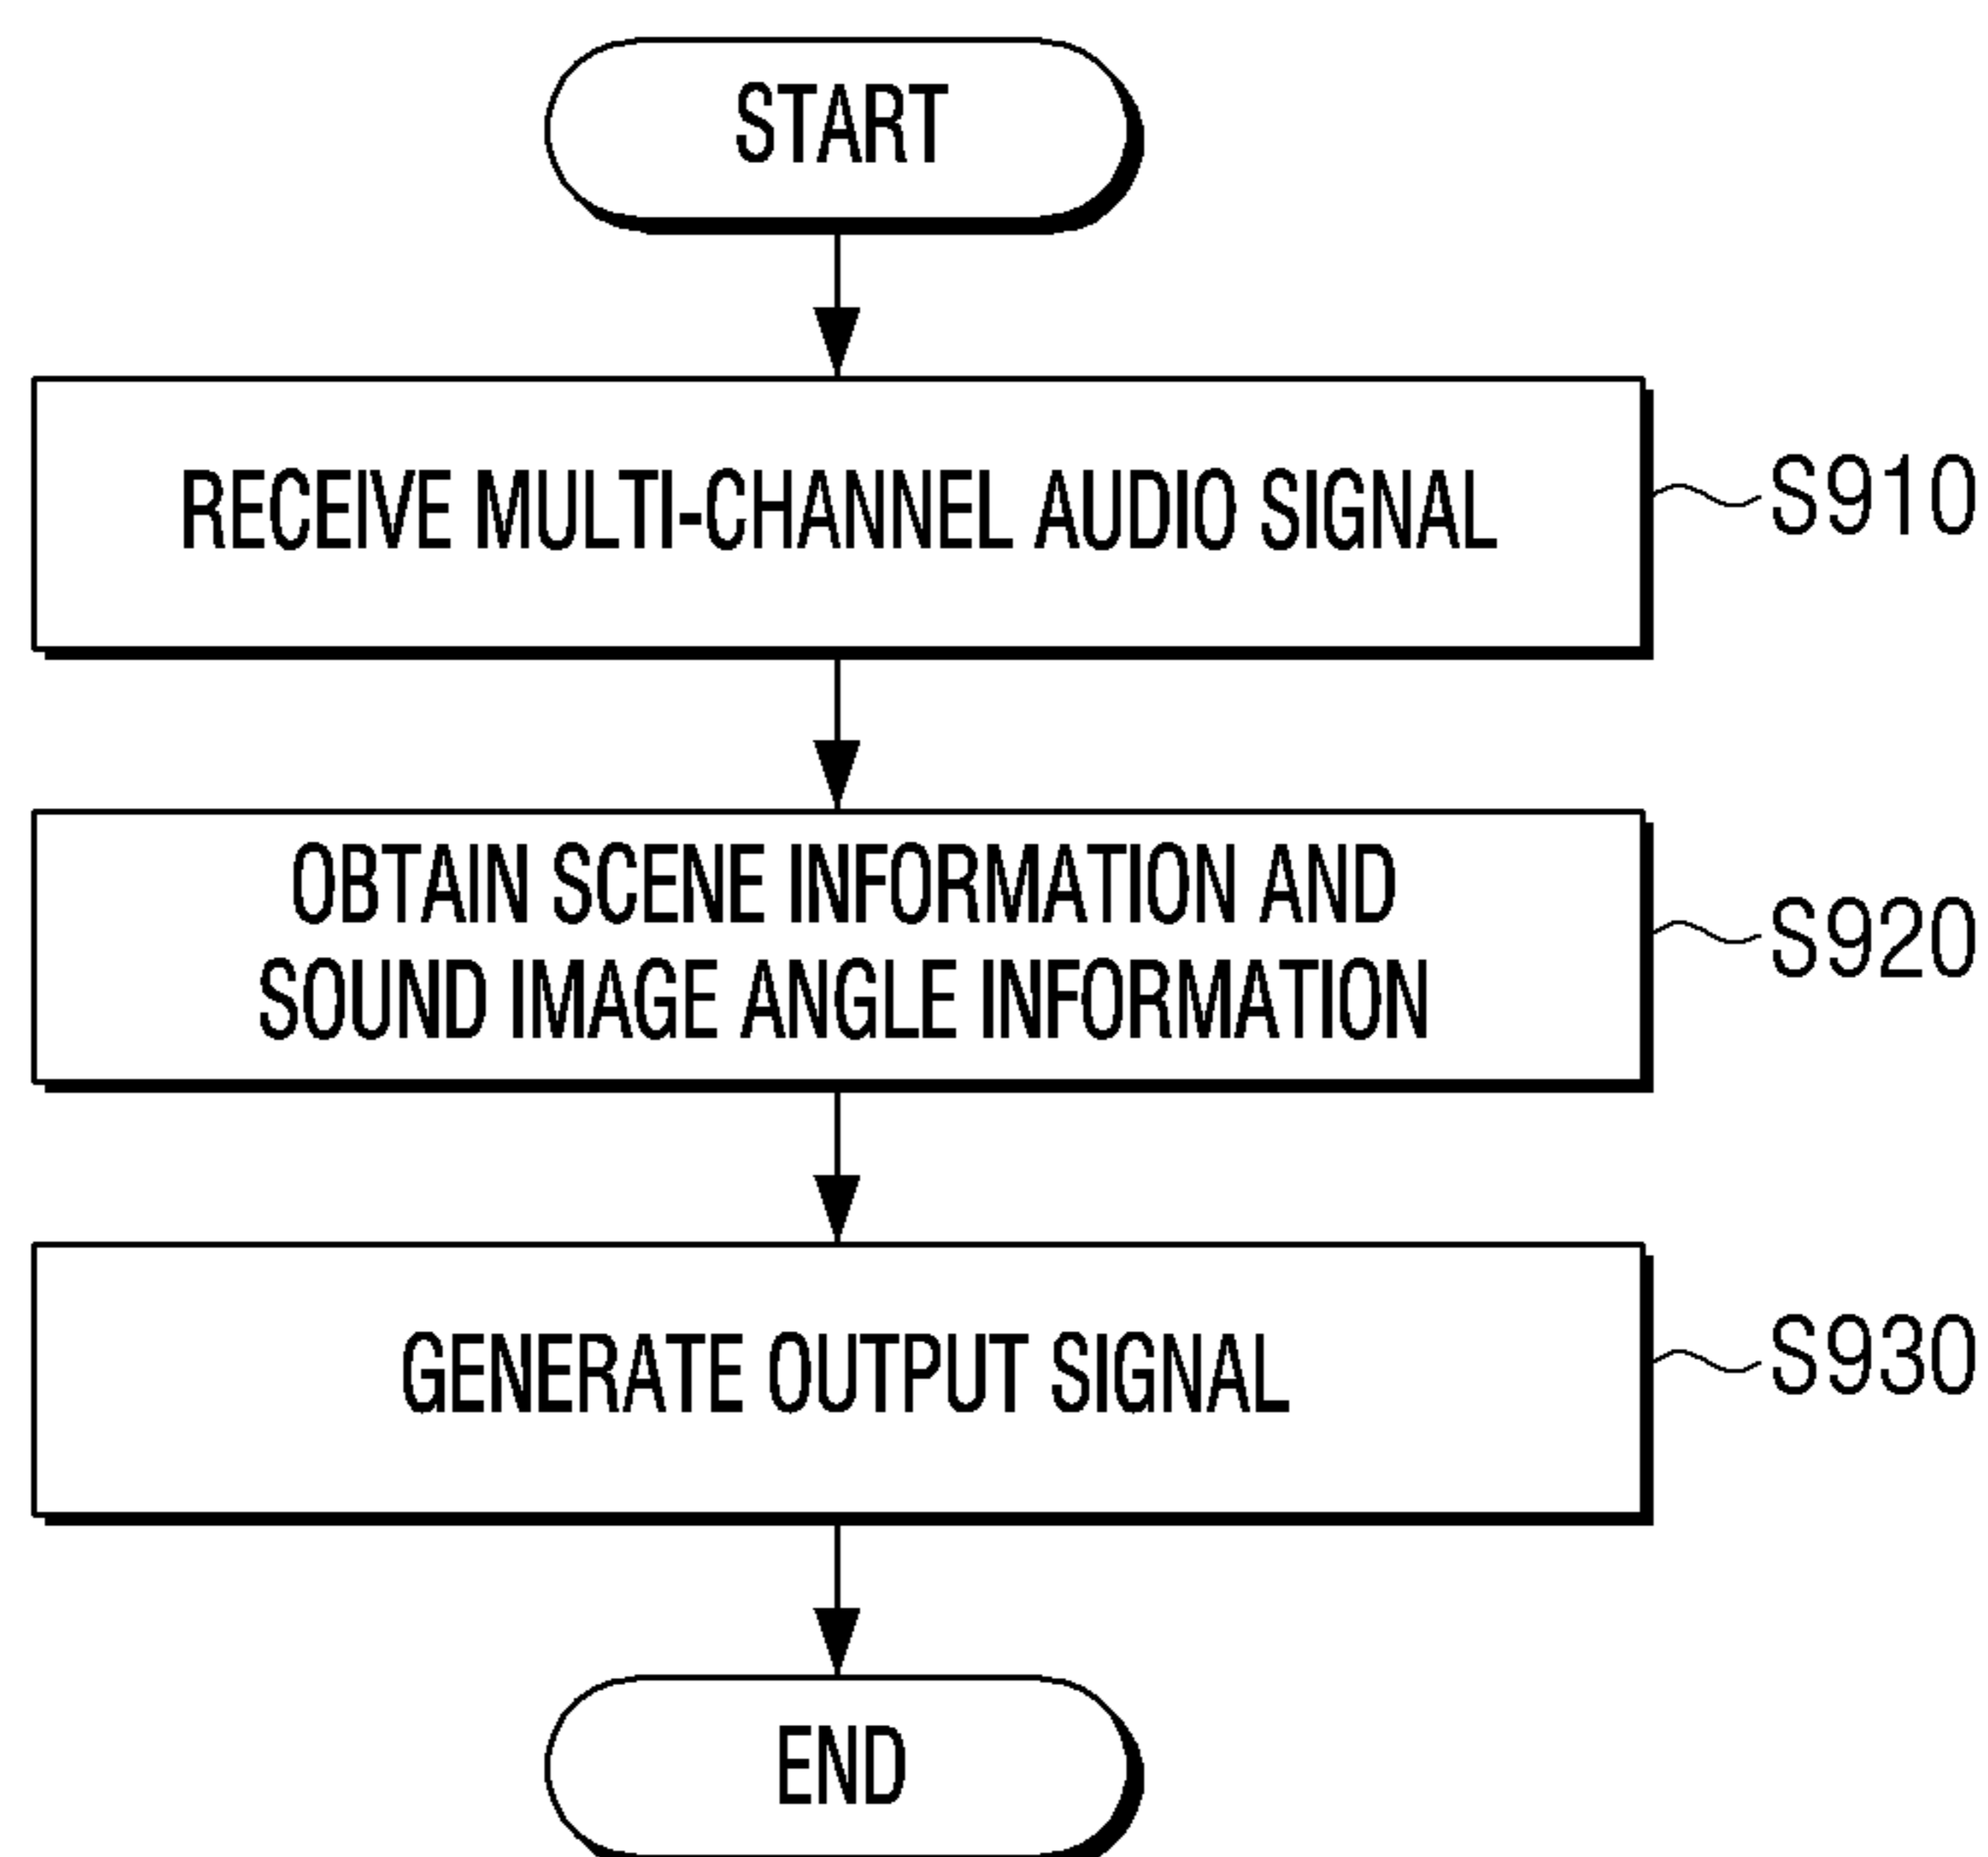 START
RECEIVE MULTI-CHANNEL AUDIO SIGNAL
S910
OBTAIN SCENE INFORMATION AND
SOUND IMAGE ANGLE INFORMATION
S920
GENERATE OUTPUT SIGNAL
S930
END